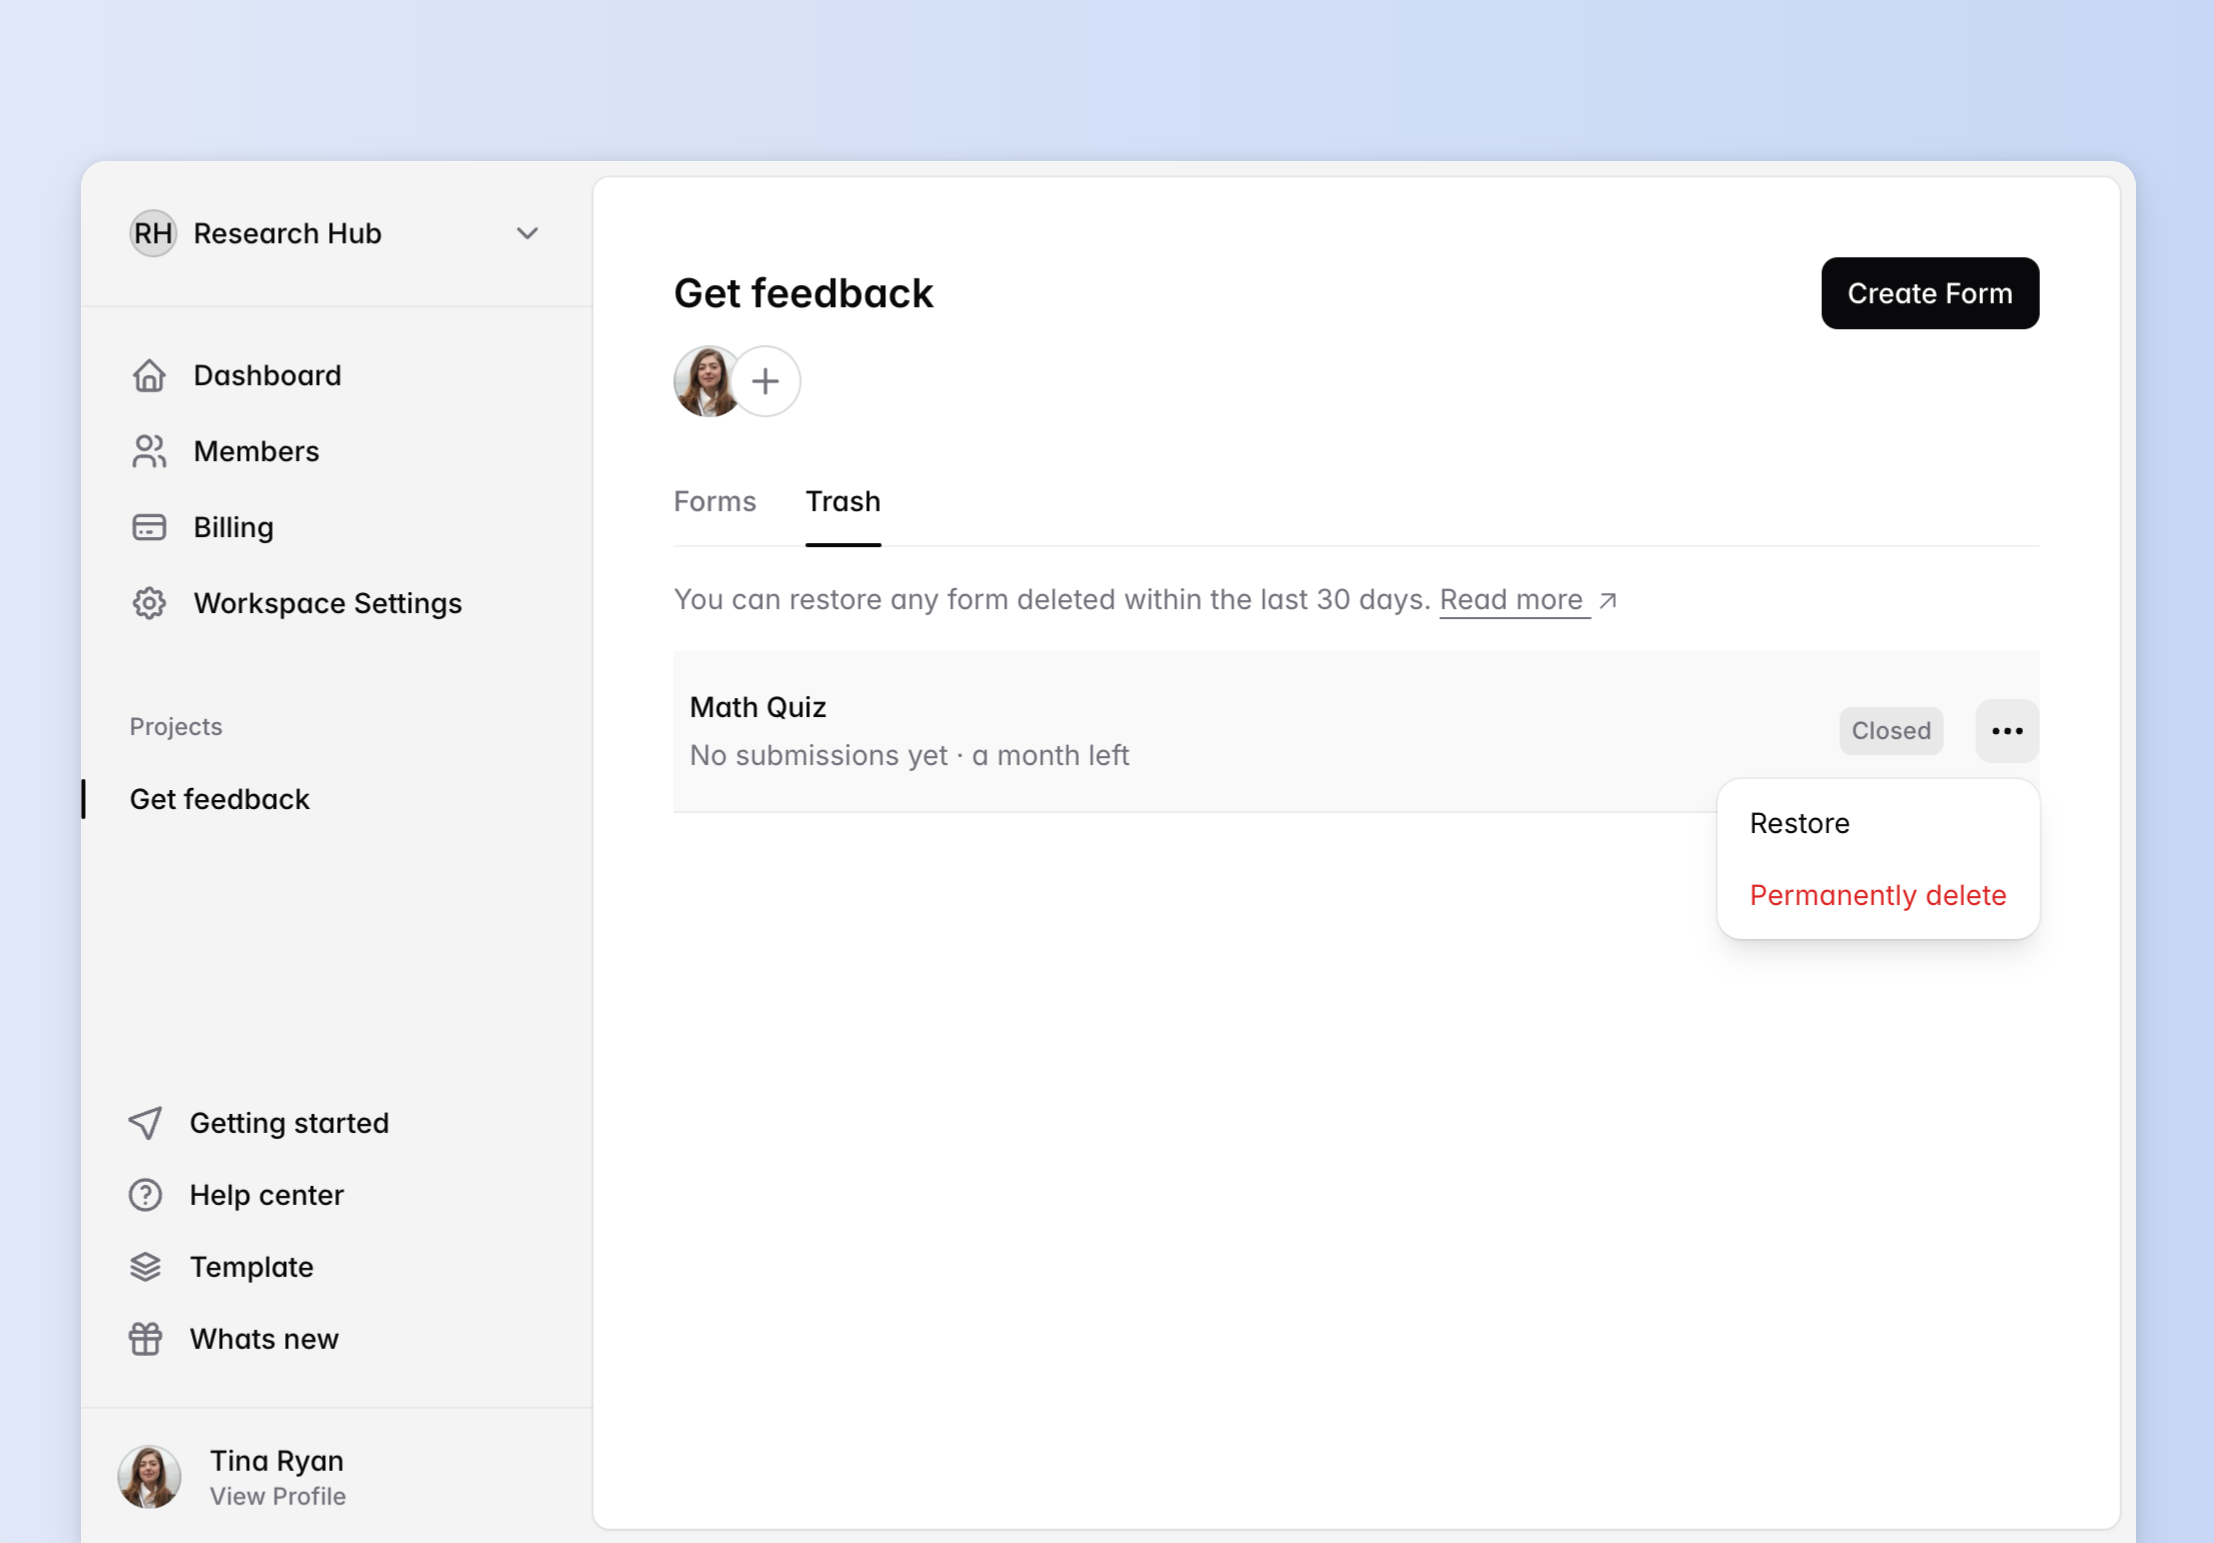 RH Research Hub
Dashboard
Members
Billing
Workspace Settings
Projects
Get feedback
Getting started
Help center
Template
Whats new
Tina Ryan
View Profile
Get feedback
Create Form
Forms Trash
You can restore any form deleted within the last 30 days. Read more
Math Quiz
No submissions yet · a month left
Closed
Restore
Permanently delete